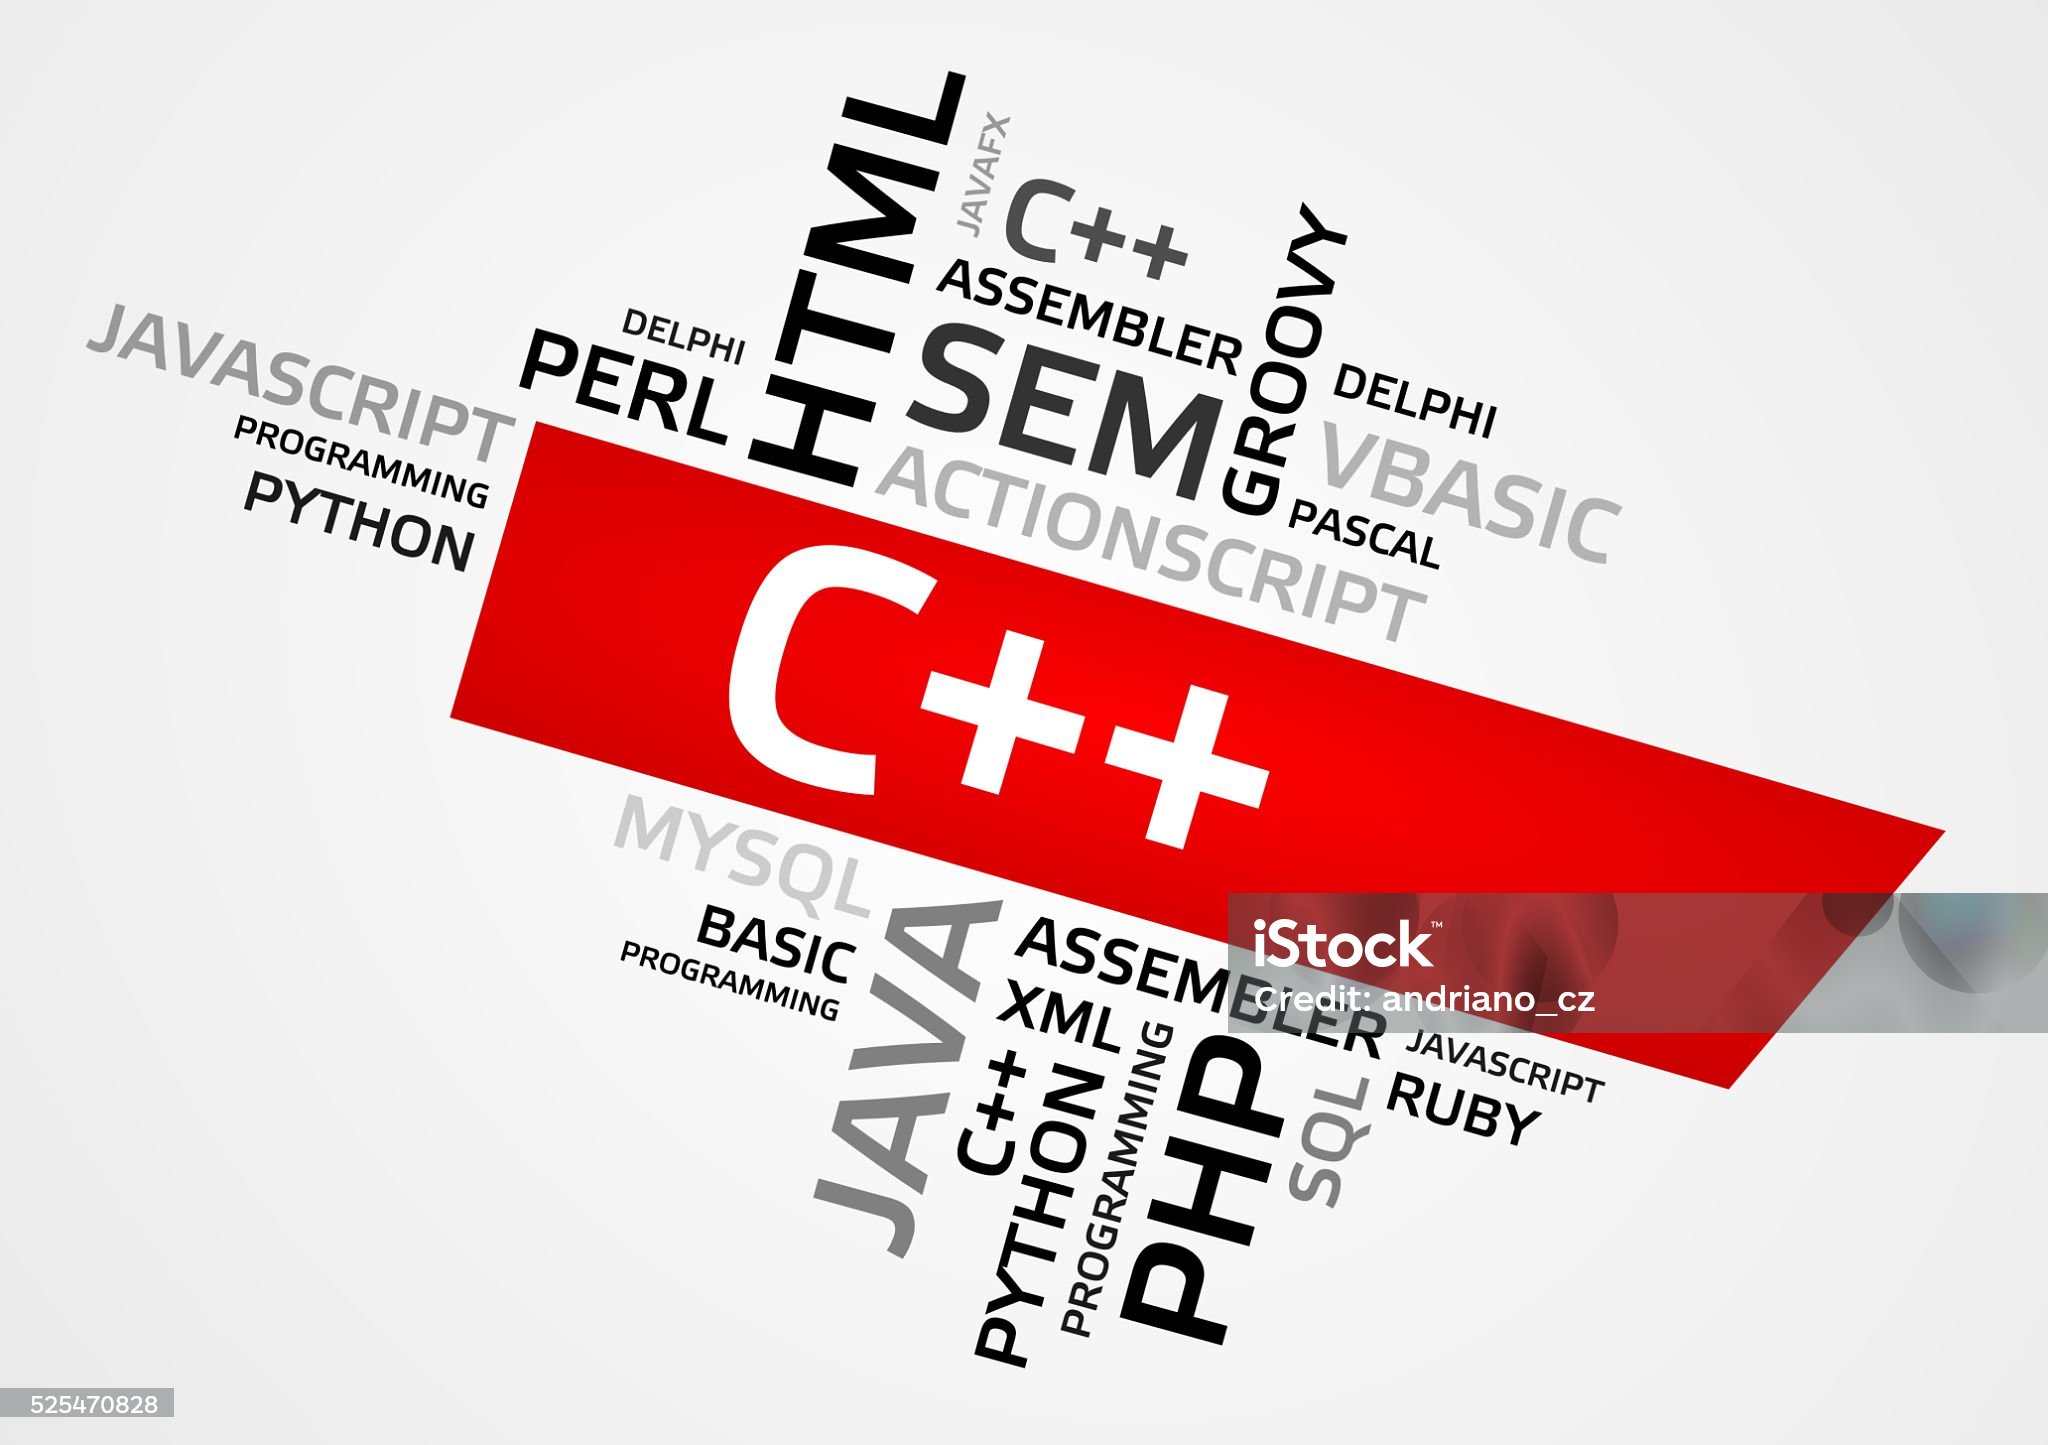 HTML
JAVAFX
C++
ASSEMBLER
GROOVY
DELPHI
PERL
SEM
DELPHI
JAVASCRIPT
PROGRAMMING
PYTHON
ACTIONSCRIPT
VBASIC
PASCAL
C++
MYSQL
BASIC
PROGRAMMING
JAVA
ASSEMBLER
XML
C++
PYTHON
PROGRAMMING
PHP
SQL
JAVASCRIPT
RUBY
iStock™
Credit: andriano_cz
525470828